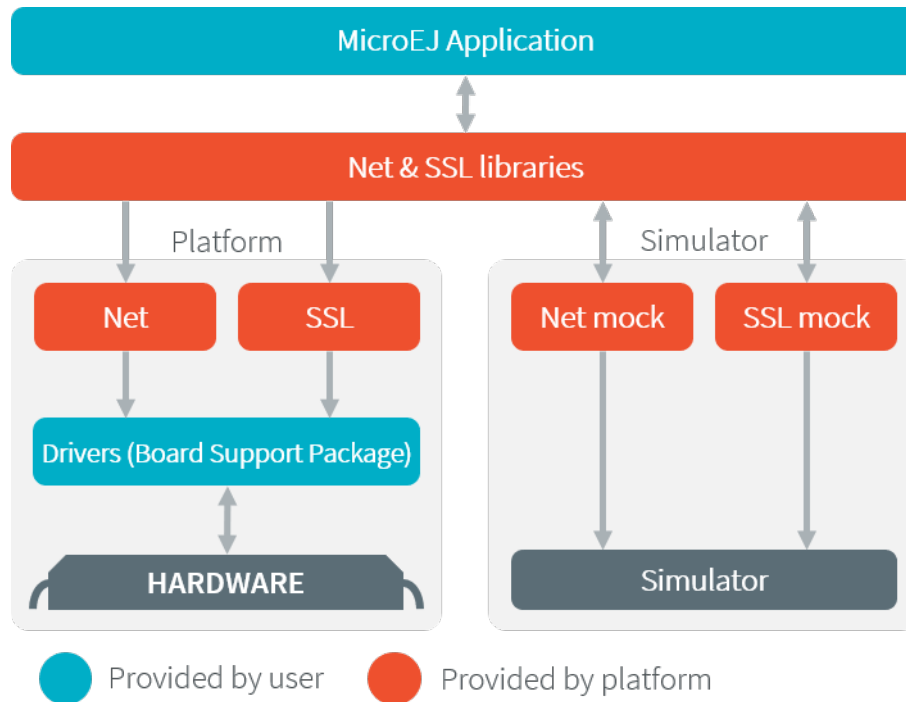 MicroEJ Application
Net & SSL libraries
Platform
Simulator
Net
SSL
Net mock
SSL mock
Drivers (Board Support Package)
HARDWARE
Simulator
Provided by user
Provided by platform